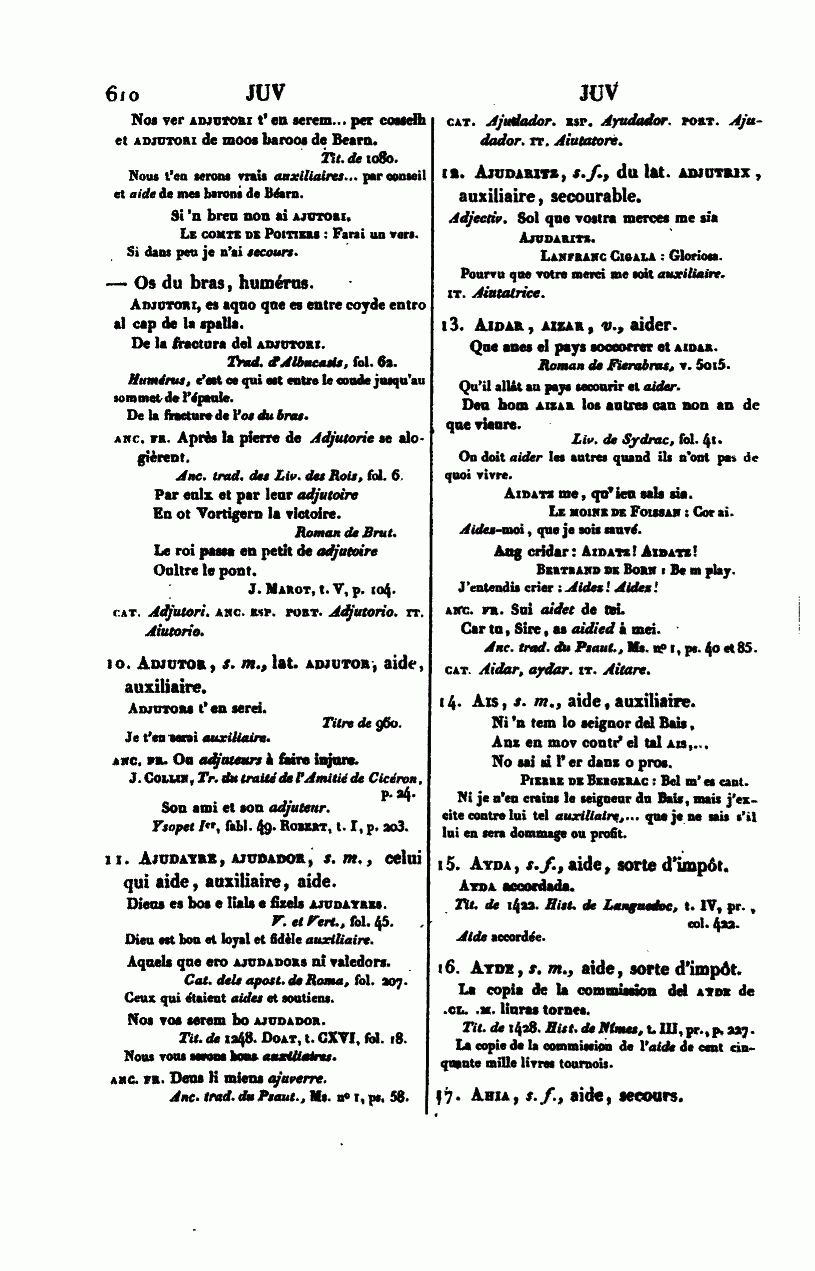 610 JUV JUV
Nos ver ADJUTORI t' en serem... per cosselh
et ADJUTORI de moos baroos de Bearn.
Tit. de 1080.
Nous t'en serons vrais auxiliaires... par conseil
et aide de mes barons de Béarn.
Si 'n breu non ai AJUTORI.
LE COMTE DE POITIERS : Farai un vers.
Si dans peu je n'ai secours.
— Os du bras, humérus.
ADJUTORI, es aquo que es entre coyde entro
al cap de la spalla.
De la fractura del ADJUTORI.
Trad. d'Albucasis, fol. 62.
Humérus, c'est ce qui est entre le coude jusqu'au
sommet de l'épaule.
De la fracture de l'os du bras.
ANC. FR. Après la pierre de Adjutorie se alo-
gièrent.
Anc. trad. des Liv. des Rois, fol. 6.
Par eulx et par leur adjutoire
En ot Vortigern la victoire.
Roman de Brut.
Le roi passa en petit de adjutoire
Oultre le pont.
J. MAROT, t. V, p. 104.
CAT. Adjutori. ANC. ESP. PORT. Adjutorio. IT.
Aiutorio.
10. ADJUTOR, s. m., lat. ADJUTOR, aide,
auxiliaire.
ADJUTORS t' en serei.
Titre de 960.
Je t'en serai auxiliaire.
ANC. FR. On adjuteurs à faire injure.
J. COLLIN, Tr. du traité de l'Amitié de Cicéron,
p. 24.
Son ami et son adjuteur.
Ysopet Ier, fabl. 49. ROBERT, t. I, p. 203.
11. AJUDAYRE, AJUDADOR, s. m., celui
qui aide, auxiliaire, aide.
Dieus es bos e lials e fizels AJUDAYRES.
V. et Vert., fol. 45.
Dieu est bon et loyal et fidèle auxiliaire.
Aquels que ero AJUDADORS ni valedors.
Cat. dels apost. de Roma, fol. 207.
Ceux qui étaient aides et soutiens.
Nos vos serem bo AJUDADOR.
Tit. de 1248. DOAT, t. CXVI, fol. 18.
Nous vous serons bons auxiliaires.
ANC. FR. Deus li miens ajuverre.
Anc. trad. du Psaut., Ms. nº 1, ps. 58.
CAT. Ajudador. ESP. Ayudador. PORT. Aju-
dador. IT. Aiutatore.
12. AJUDARITZ, s. f., du lat. ADJUTRIX,
auxiliaire, secourable.
Adjectiv. Sol que vostra merces me sia
AJUDARITZ.
LANFRANC CIGALA : Gloriosa.
Pourvu que votre merci me soit auxiliaire.
IT. Aiutatrice.
13. AIDAR, AIZAR, v., aider.
Que anes el pays soccorrer et AIDAR.
Roman de Fierabras, v. 5015.
Qu'il allât au pays secourir et aider.
Deu hom AIZAR los autres can non an de
que viure.
Liv. de Sydrac, fol. 41.
On doit aider les autres quand ils n'ont pas de
quoi vivre.
AIDATZ me, qu'ieu sals sia.
LE MOINE DE FOISSAN : Cor ai.
Aidez-moi, que je sois sauvé.
Aug cridar : AIDATZ! AIDATZ!
BERTRAND DE BORN : Be m play.
J'entendis crier : Aidez! Aidez!
ANC. FR. Sui aidet de tei.
Car tu, Sire, as aidied à mei.
Anc. trad. du Psaut., Ms. nº 1, ps. 40 et 85.
CAT. Aidar, aydar. IT. Aitare.
14. AIS, s. m., aide, auxiliaire.
Ni 'n tem lo seignor del Bais,
Anz en mov contr' el tal AIS,...
No sai si l' er danz o pros.
PIERRE DE BERGERAC : Bel m' es cant.
Ni je n'en crains le seigneur du Bais, mais j'ex-
cite contre lui tel auxiliaire,... que je ne sais s'il
lui en sera dommage ou profit.
15. AYDA, s. f., aide, sorte d'impôt.
AYDA accordada.
Tit. de 1422. Hist. de Languedoc, t. IV, pr.,
col. 422.
Aide accordée.
16. AYDE, s. m., aide, sorte d'impôt.
La copia de la commission del AYDE de
.CL. .M. liuras tornes.
Tit. de 1428. Hist. de Nîmes, t. III, pr., p. 227.
La copie de la commission de l'aide de cent cin-
quante mille livres tournois.
17. AHIA, s. f., aide, secours.